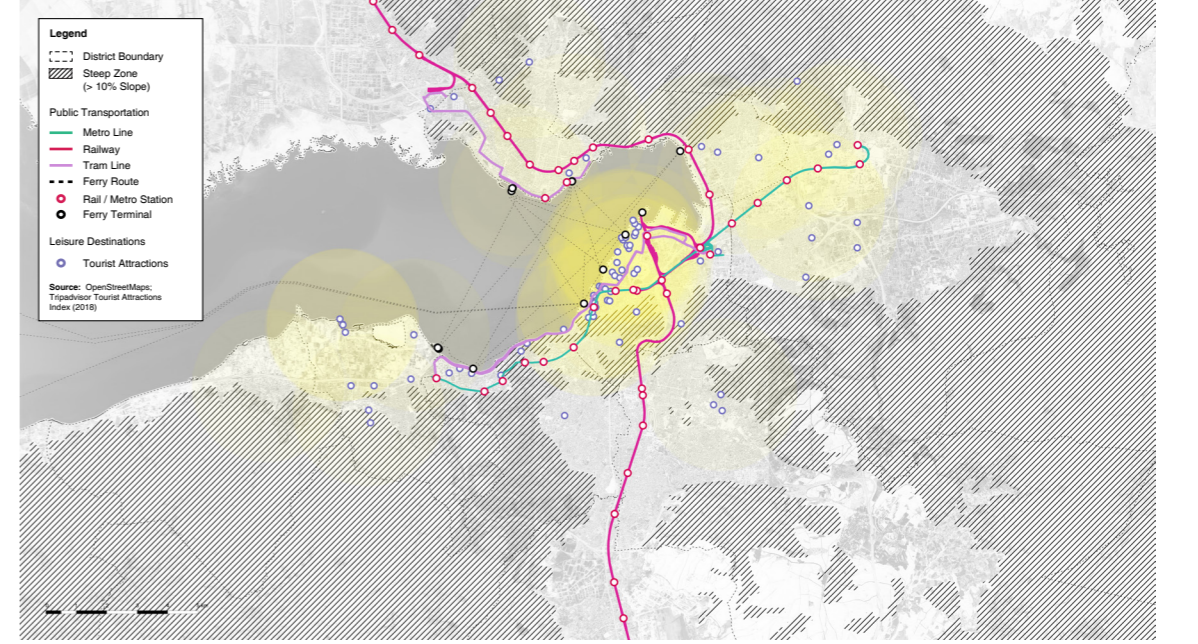 Legend
District Boundary
Steep Zone
(> 10% Slope)
Public Transportation
Metro Line
Railway
Tram Line
Ferry Route
Rail / Metro Station
Ferry Terminal
Leisure Destinations
Tourist Attractions
Source: OpenStreetMaps;
Tripadvisor Tourist Attractions
Index (2018)